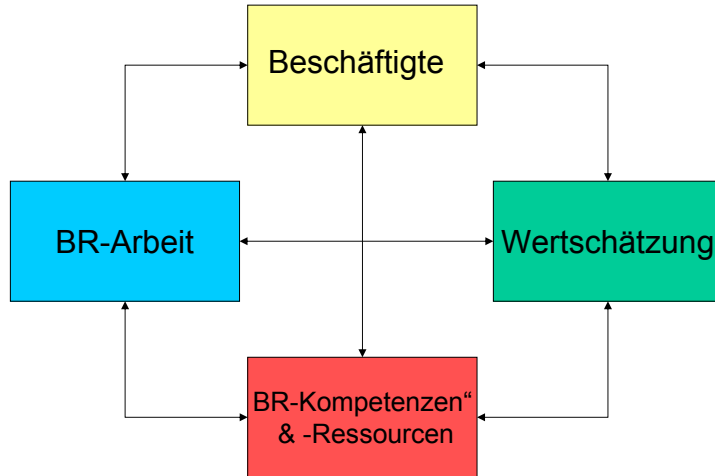 Beschäftigte
BR-Arbeit
Wertschätzung
BR-Kompetenzen“
& -Ressourcen